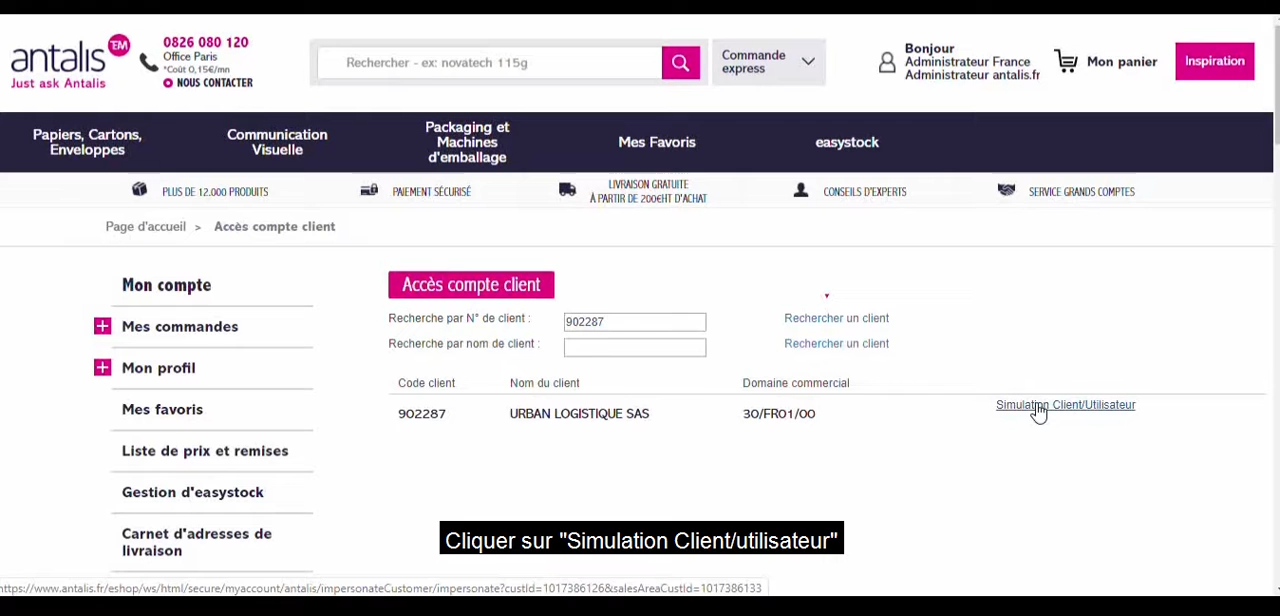 antalis TM
Just ask Antalis
0826 080 120
Office Paris
*Coût 0,15€/mn
NOUS CONTACTER
Rechercher - ex: novatech 115g
Commande
express
Bonjour
Administrateur France
Administrateur antalis.fr
Mon panier
Inspiration
Papiers, Cartons,
Enveloppes
Communication
Visuelle
Packaging et
Machines
d'emballage
Mes Favoris
easystock
PLUS DE 12.000 PRODUITS
PAIEMENT SÉCURISÉ
LIVRAISON GRATUITE
À PARTIR DE 200€HT D'ACHAT
CONSEILS D'EXPERTS
SERVICE GRANDS COMPTES
Page d'accueil > Accès compte client
Mon compte
Mes commandes
Mon profil
Mes favoris
Liste de prix et remises
Gestion d'easystock
Carnet d'adresses de
livraison
Accès compte client
Recherche par N° de client : 902287 Rechercher un client
Recherche par nom de client : Rechercher un client
Code client Nom du client Domaine commercial
902287 URBAN LOGISTIQUE SAS 30/FR01/00 Simulation Client/Utilisateur
Cliquer sur "Simulation Client/utilisateur"
https://www.antalis.fr/eshop/ws/html/secure/myaccount/antalis/impersonateCustomer/impersonate?custId=1017386126&salesAreaCustId=1017386133